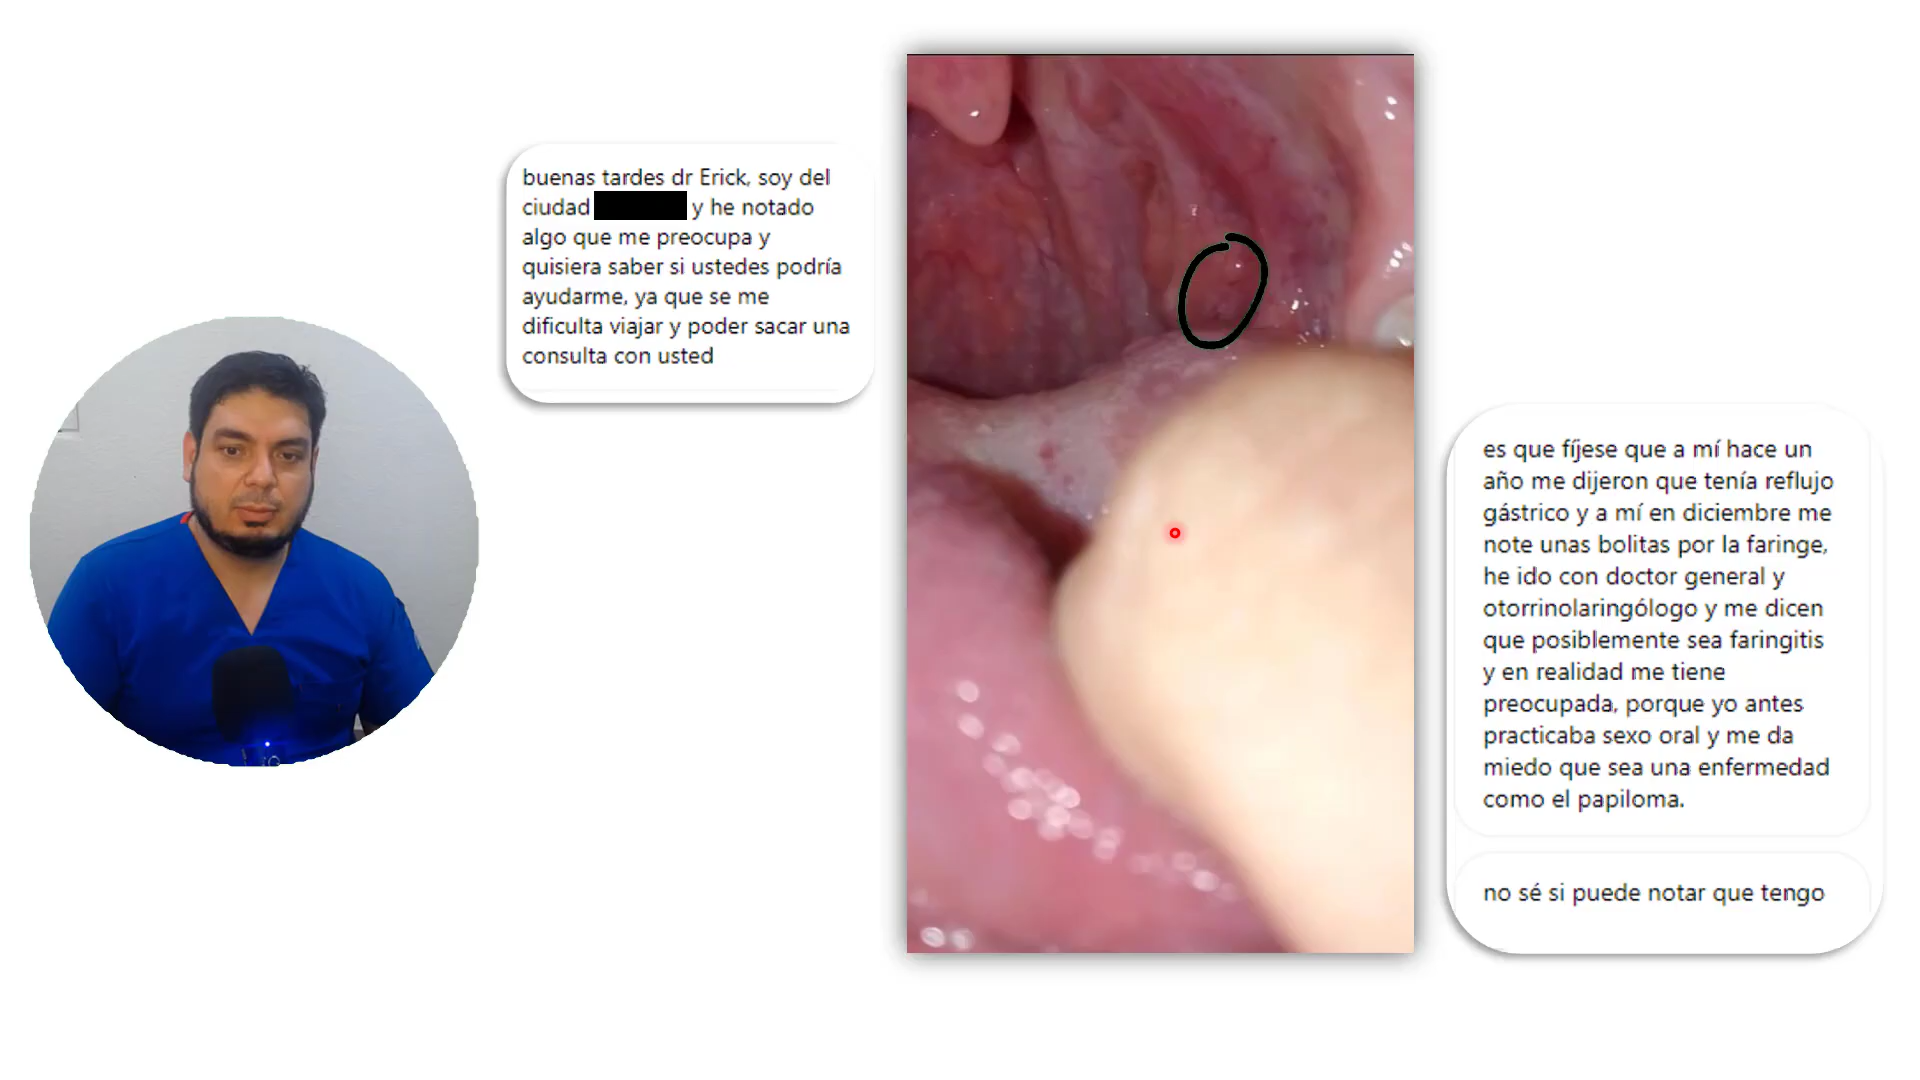 buenas tardes dr Erick, soy del
ciudad y he notado
algo que me preocupa y
quisiera saber si ustedes podría
ayudarme, ya que se me
dificulta viajar y poder sacar una
consulta con usted
es que fíjese que a mí hace un
año me dijeron que tenía reflujo
gástrico y a mí en diciembre me
note unas bolitas por la faringe,
he ido con doctor general y
otorrinolaringólogo y me dicen
que posiblemente sea faringitis
y en realidad me tiene
preocupada, porque yo antes
practicaba sexo oral y me da
miedo que sea una enfermedad
como el papiloma.
no sé si puede notar que tengo